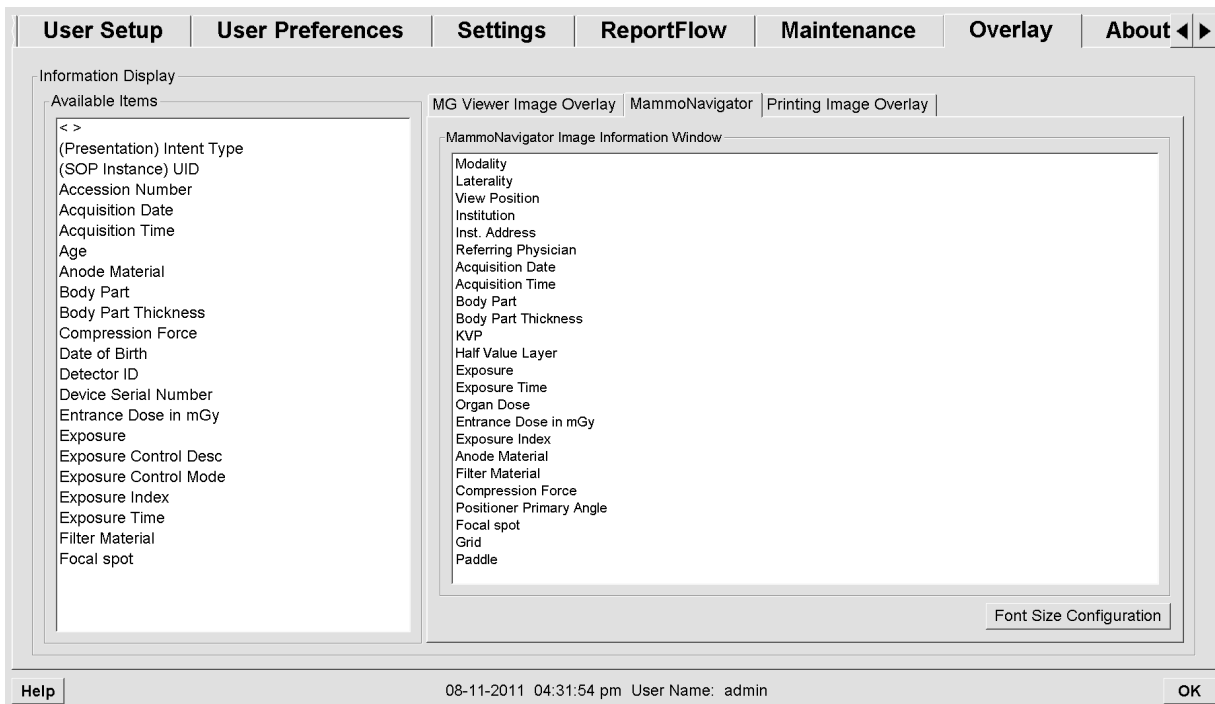 User Setup User Preferences Settings ReportFlow Maintenance Overlay About
Information Display
Available Items
< >
(Presentation) Intent Type
(SOP Instance) UID
Accession Number
Acquisition Date
Acquisition Time
Age
Anode Material
Body Part
Body Part Thickness
Compression Force
Date of Birth
Detector ID
Device Serial Number
Entrance Dose in mGy
Exposure
Exposure Control Desc
Exposure Control Mode
Exposure Index
Exposure Time
Filter Material
Focal spot
MG Viewer Image Overlay MammoNavigator Printing Image Overlay
MammoNavigator Image Information Window
Modality
Laterality
View Position
Institution
Inst. Address
Referring Physician
Acquisition Date
Acquisition Time
Body Part
Body Part Thickness
KVP
Half Value Layer
Exposure
Exposure Time
Organ Dose
Entrance Dose in mGy
Exposure Index
Anode Material
Filter Material
Compression Force
Positioner Primary Angle
Focal spot
Grid
Paddle
Font Size Configuration
Help 08-11-2011 04:31:54 pm User Name: admin OK